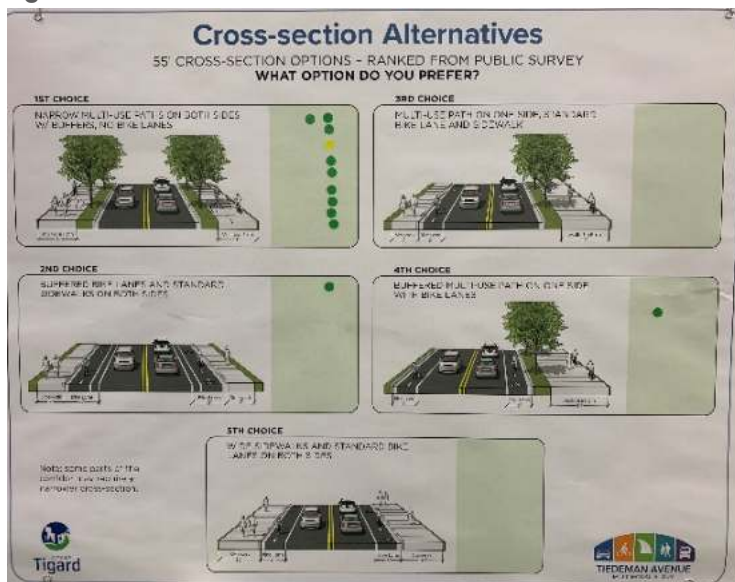 Cross-section Alternatives
55' CROSS-SECTION OPTIONS - RANKED FROM PUBLIC SURVEY
WHAT OPTION DO YOU PREFER?
1ST CHOICE
NARROW MULTI-USE PATHS ON BOTH SIDES
W/ BUFFERS, NO BIKE LANES
3RD CHOICE
MULTI-USE PATH ON ONE SIDE, STANDARD
BIKE LANE AND SIDEWALK
2ND CHOICE
BUFFERED BIKE LANES AND STANDARD
SIDEWALKS ON BOTH SIDES
4TH CHOICE
BUFFERED MULTI-USE PATH ON ONE SIDE
WITH BIKE LANES
5TH CHOICE
WIDE SIDEWALKS AND STANDARD BIKE
LANES ON BOTH SIDES
Note: some parts of the
corridor may require a
narrower cross-section.
Tigard
TIEDEMAN AVENUE